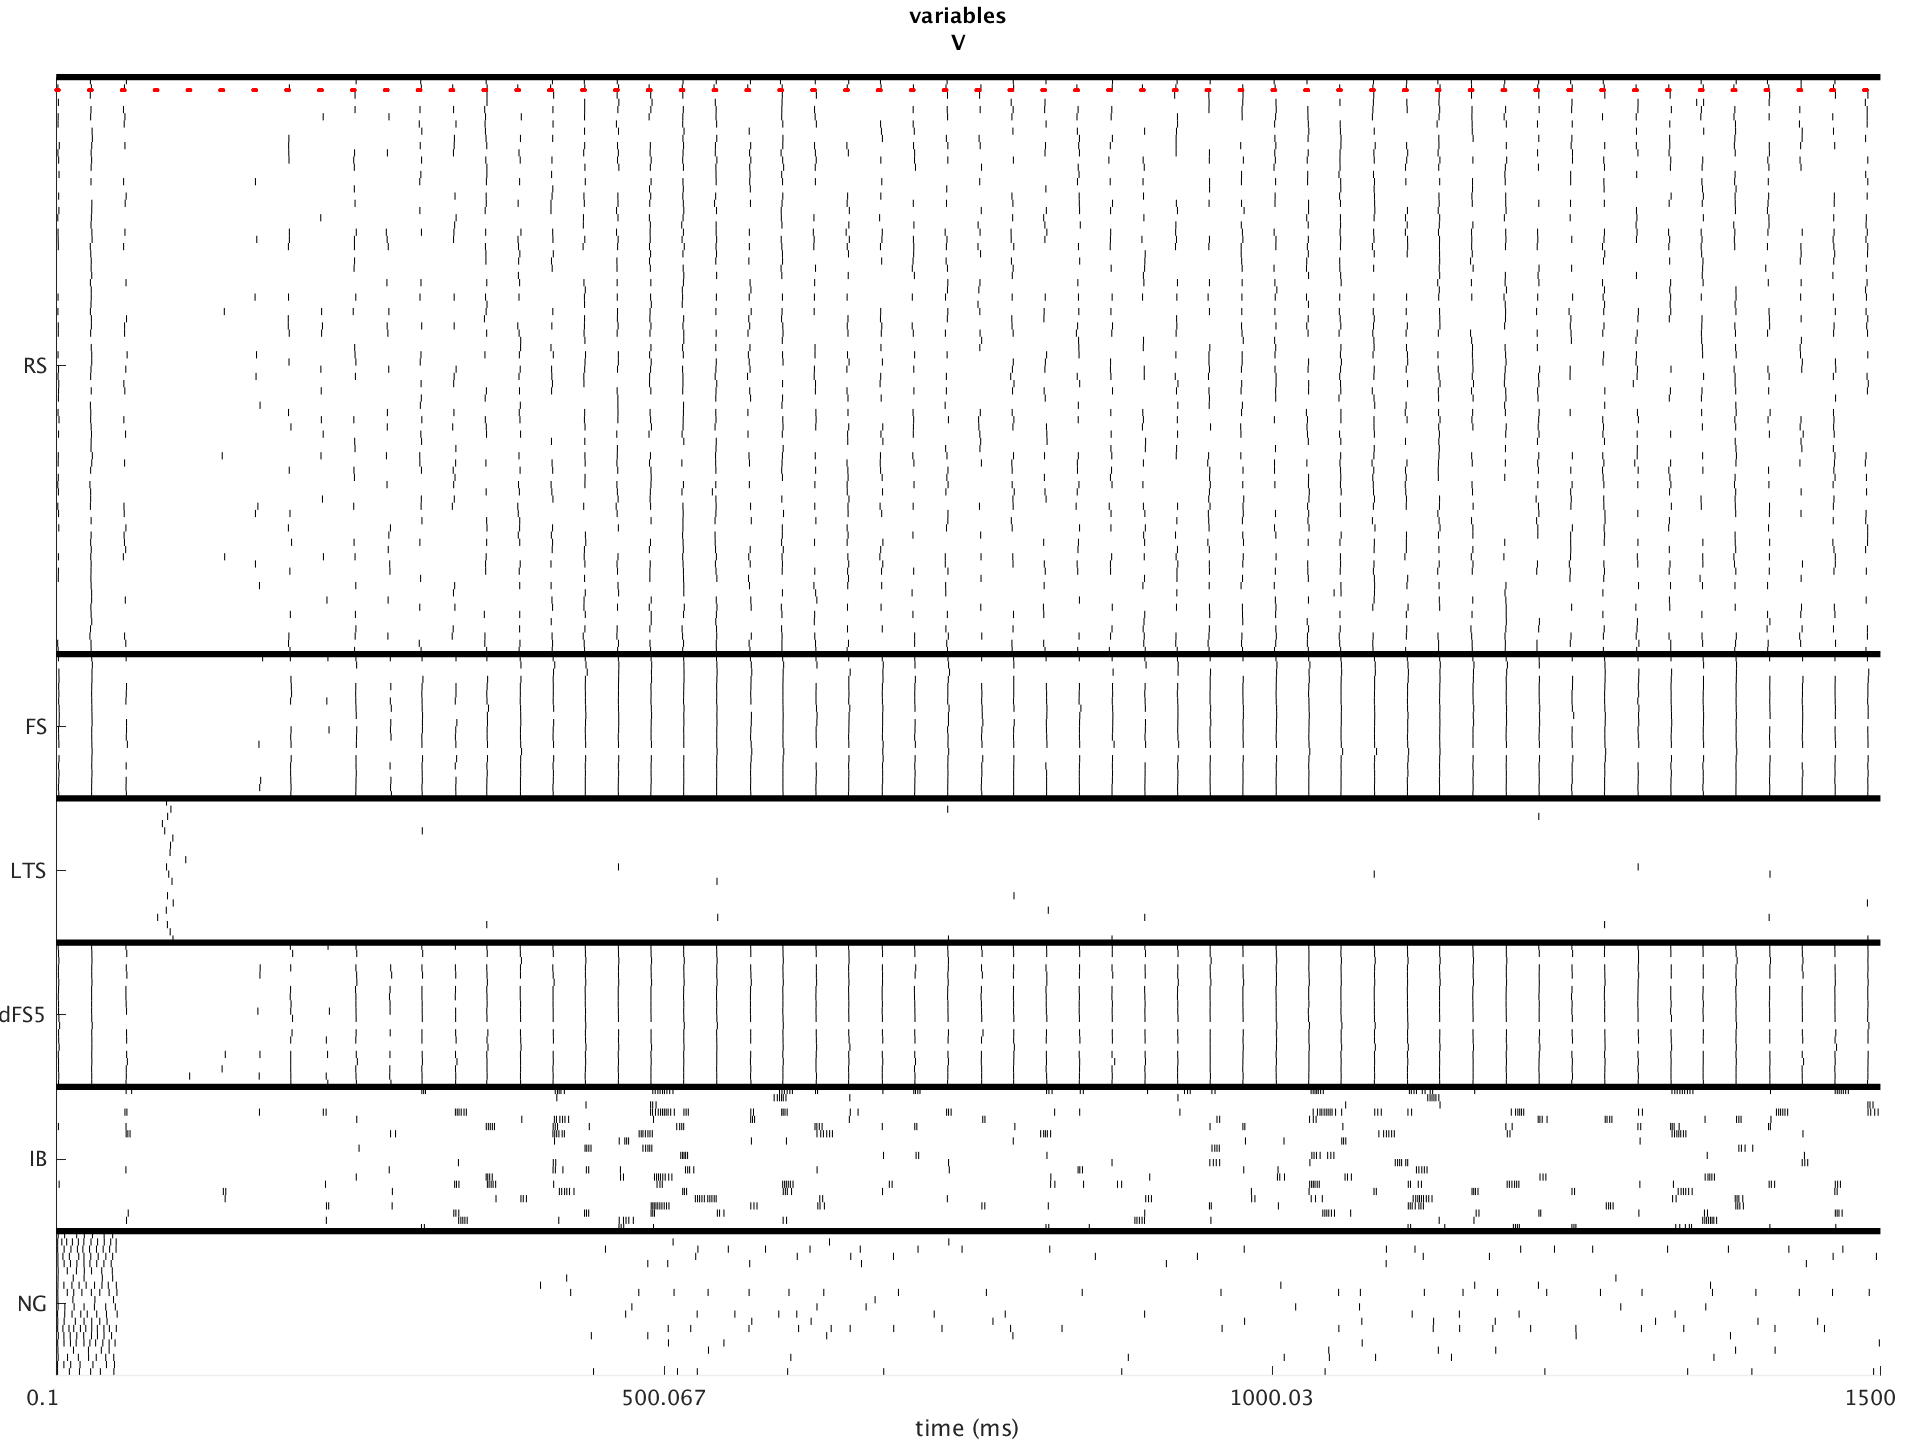 variables
V
RS
FS
LTS
dFS5
IB
NG
0.1
500.067
1000.03
1500
time (ms)